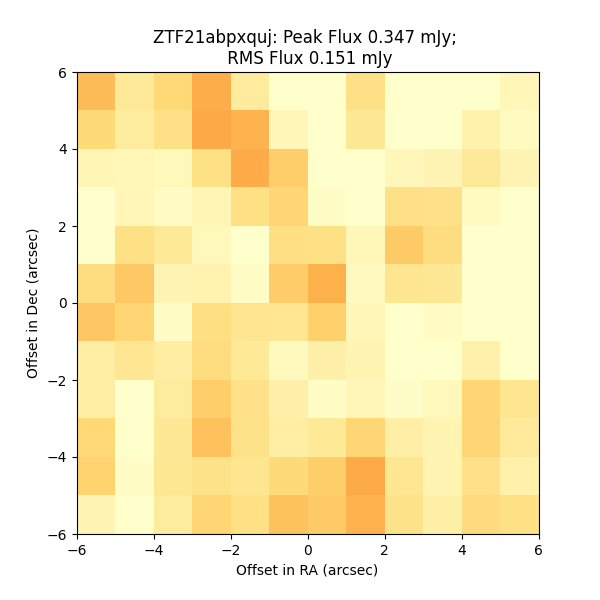 ZTF21abpxquj: Peak Flux 0.347 mJy;
RMS Flux 0.151 mJy
6
4
2
0
−2
−4
−6
Offset in Dec (arcsec)
−6 −4 −2 0 2 4 6
Offset in RA (arcsec)